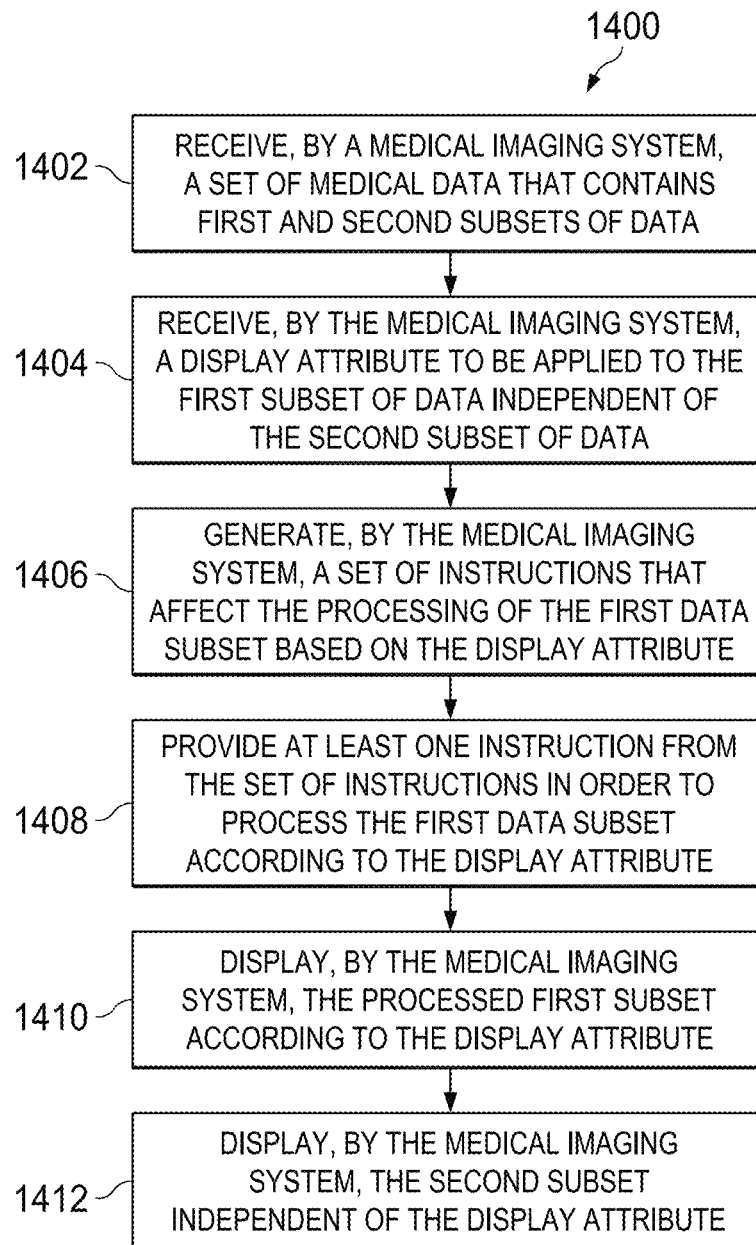 1400
1402
RECEIVE, BY A MEDICAL IMAGING SYSTEM,
A SET OF MEDICAL DATA THAT CONTAINS
FIRST AND SECOND SUBSETS OF DATA
1404
RECEIVE, BY THE MEDICAL IMAGING SYSTEM,
A DISPLAY ATTRIBUTE TO BE APPLIED TO THE
FIRST SUBSET OF DATA INDEPENDENT OF
THE SECOND SUBSET OF DATA
1406
GENERATE, BY THE MEDICAL IMAGING
SYSTEM, A SET OF INSTRUCTIONS THAT
AFFECT THE PROCESSING OF THE FIRST DATA
SUBSET BASED ON THE DISPLAY ATTRIBUTE
1408
PROVIDE AT LEAST ONE INSTRUCTION FROM
THE SET OF INSTRUCTIONS IN ORDER TO
PROCESS THE FIRST DATA SUBSET
ACCORDING TO THE DISPLAY ATTRIBUTE
1410
DISPLAY, BY THE MEDICAL IMAGING
SYSTEM, THE PROCESSED FIRST SUBSET
ACCORDING TO THE DISPLAY ATTRIBUTE
1412
DISPLAY, BY THE MEDICAL IMAGING
SYSTEM, THE SECOND SUBSET
INDEPENDENT OF THE DISPLAY ATTRIBUTE